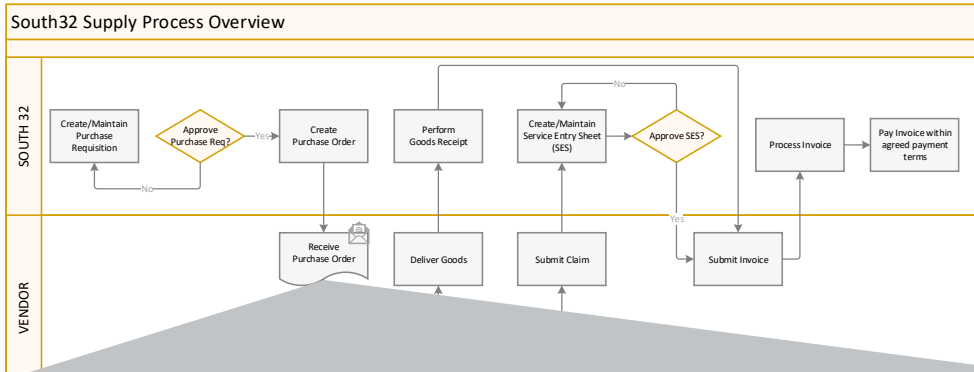 South32 Supply Process Overview
SOUTH 32
Create/Maintain
Purchase
Requisition
Approve
Purchase Req?
Yes
No
Create
Purchase Order
Perform
Goods Receipt
Create/Maintain
Service Entry Sheet
(SES)
No
Approve SES?
Yes
Process Invoice
Pay Invoice within
agreed payment
terms
VENDOR
Receive
Purchase Order
Deliver Goods
Submit Claim
Submit Invoice